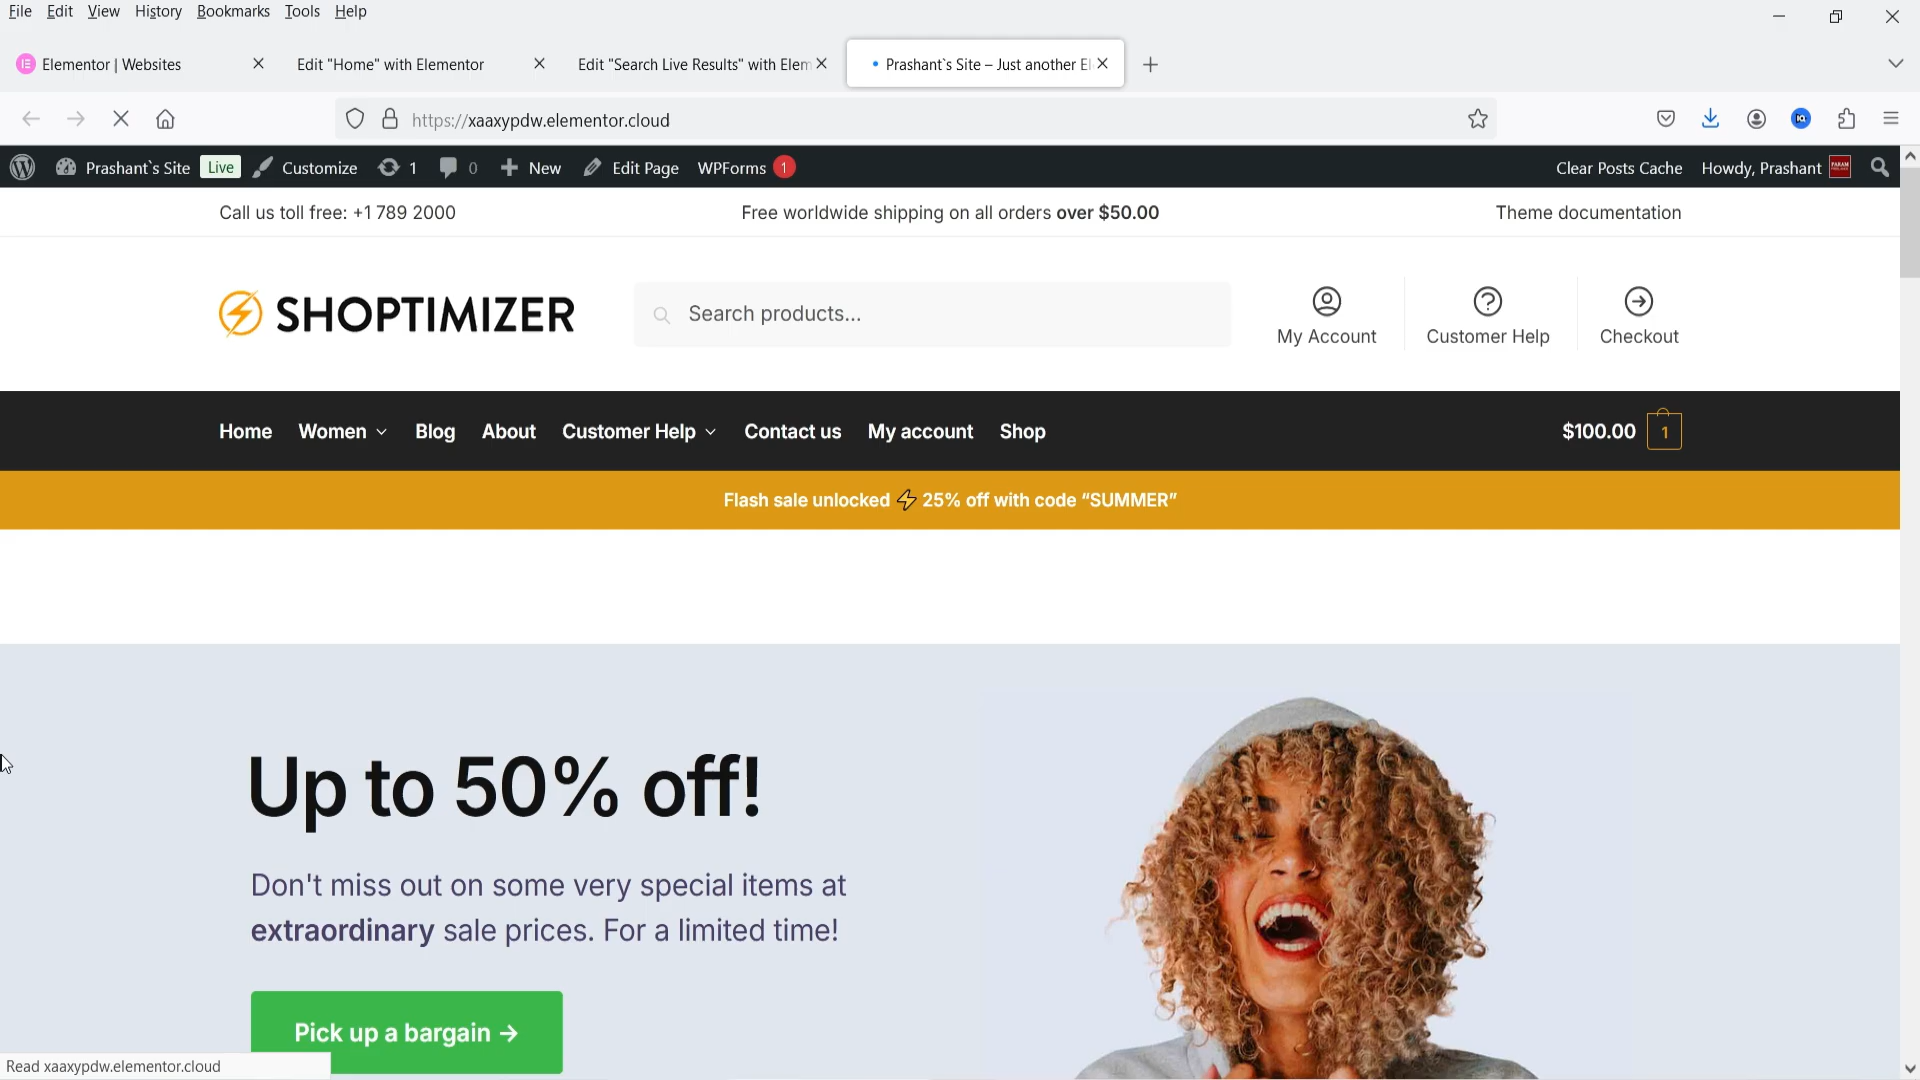 File Edit View History Bookmarks Tools Help
Elementor | Websites
Edit "Home" with Elementor
Edit "Search Live Results" with Elem
Prashant`s Site – Just another El
https://xaaxypdw.elementor.cloud
Prashant`s Site Live Customize 1 0 New Edit Page WPForms 1
Clear Posts Cache Howdy, Prashant
Call us toll free: +1 789 2000
Free worldwide shipping on all orders over $50.00
Theme documentation
SHOPTIMIZER
Search products...
My Account
Customer Help
Checkout
Home Women Blog About Customer Help Contact us My account Shop
$100.00 1
Flash sale unlocked ⚡ 25% off with code “SUMMER”
Up to 50% off!
Don't miss out on some very special items at
extraordinary sale prices. For a limited time!
Pick up a bargain →
Read xaaxypdw.elementor.cloud